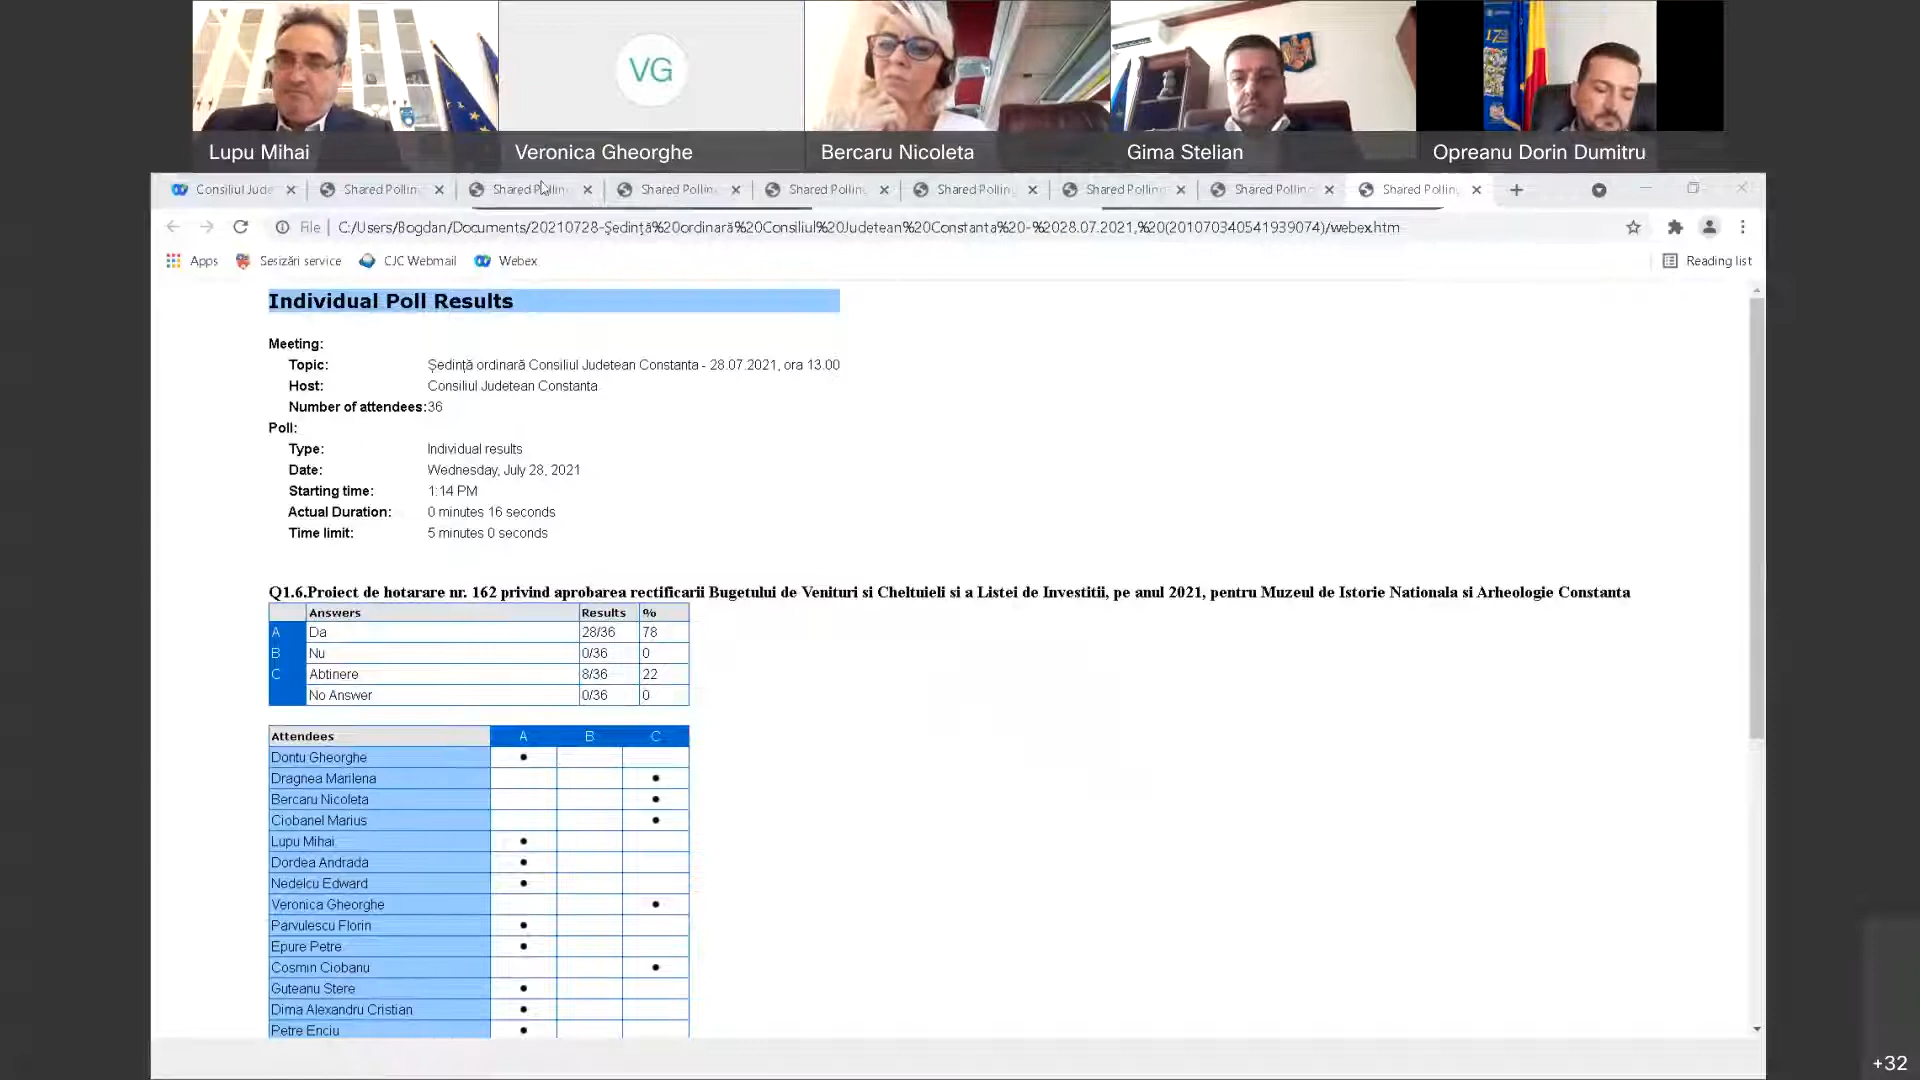 17
VG
Lupu Mihai
Veronica Gheorghe
Bercaru Nicoleta
Gima Stelian
Opreanu Dorin Dumitru
Consiliul Jude
Shared Pollin
Shared Pollin
Shared Pollin
Shared Pollin
Shared Pollin
Shared Pollin
Shared Pollin
Shared Pollin
File
C:/Users/Bogdan/Documents/20210728-Ședință%20ordinară%20Consiliul%20Judetean%20Constanta%20-%2028.07.2021,%20(201070340541939074)/webex.htm
Apps
Sesizări service
CJC Webmail
Webex
Reading list
Individual Poll Results
Meeting:
Topic: Ședință ordinară Consiliul Judetean Constanta - 28.07.2021, ora 13.00
Host: Consiliul Judetean Constanta
Number of attendees: 36
Poll:
Type: Individual results
Date: Wednesday, July 28, 2021
Starting time: 1:14 PM
Actual Duration: 0 minutes 16 seconds
Time limit: 5 minutes 0 seconds
Q1.6.Proiect de hotarare nr. 162 privind aprobarea rectificarii Bugetului de Venituri si Cheltuieli si a Listei de Investitii, pe anul 2021, pentru Muzeul de Istorie Nationala si Arheologie Constanta
Answers Results %
A Da 28/36 78
B Nu 0/36 0
C Abtinere 8/36 22
No Answer 0/36 0
Attendees A B C
Dontu Gheorghe •
Dragnea Marilena •
Bercaru Nicoleta •
Ciobanel Marius •
Lupu Mihai •
Dordea Andrada •
Nedelcu Edward •
Veronica Gheorghe •
Parvulescu Florin •
Epure Petre •
Cosmin Ciobanu •
Guteanu Stere •
Dima Alexandru Cristian •
Petre Enciu •
+32